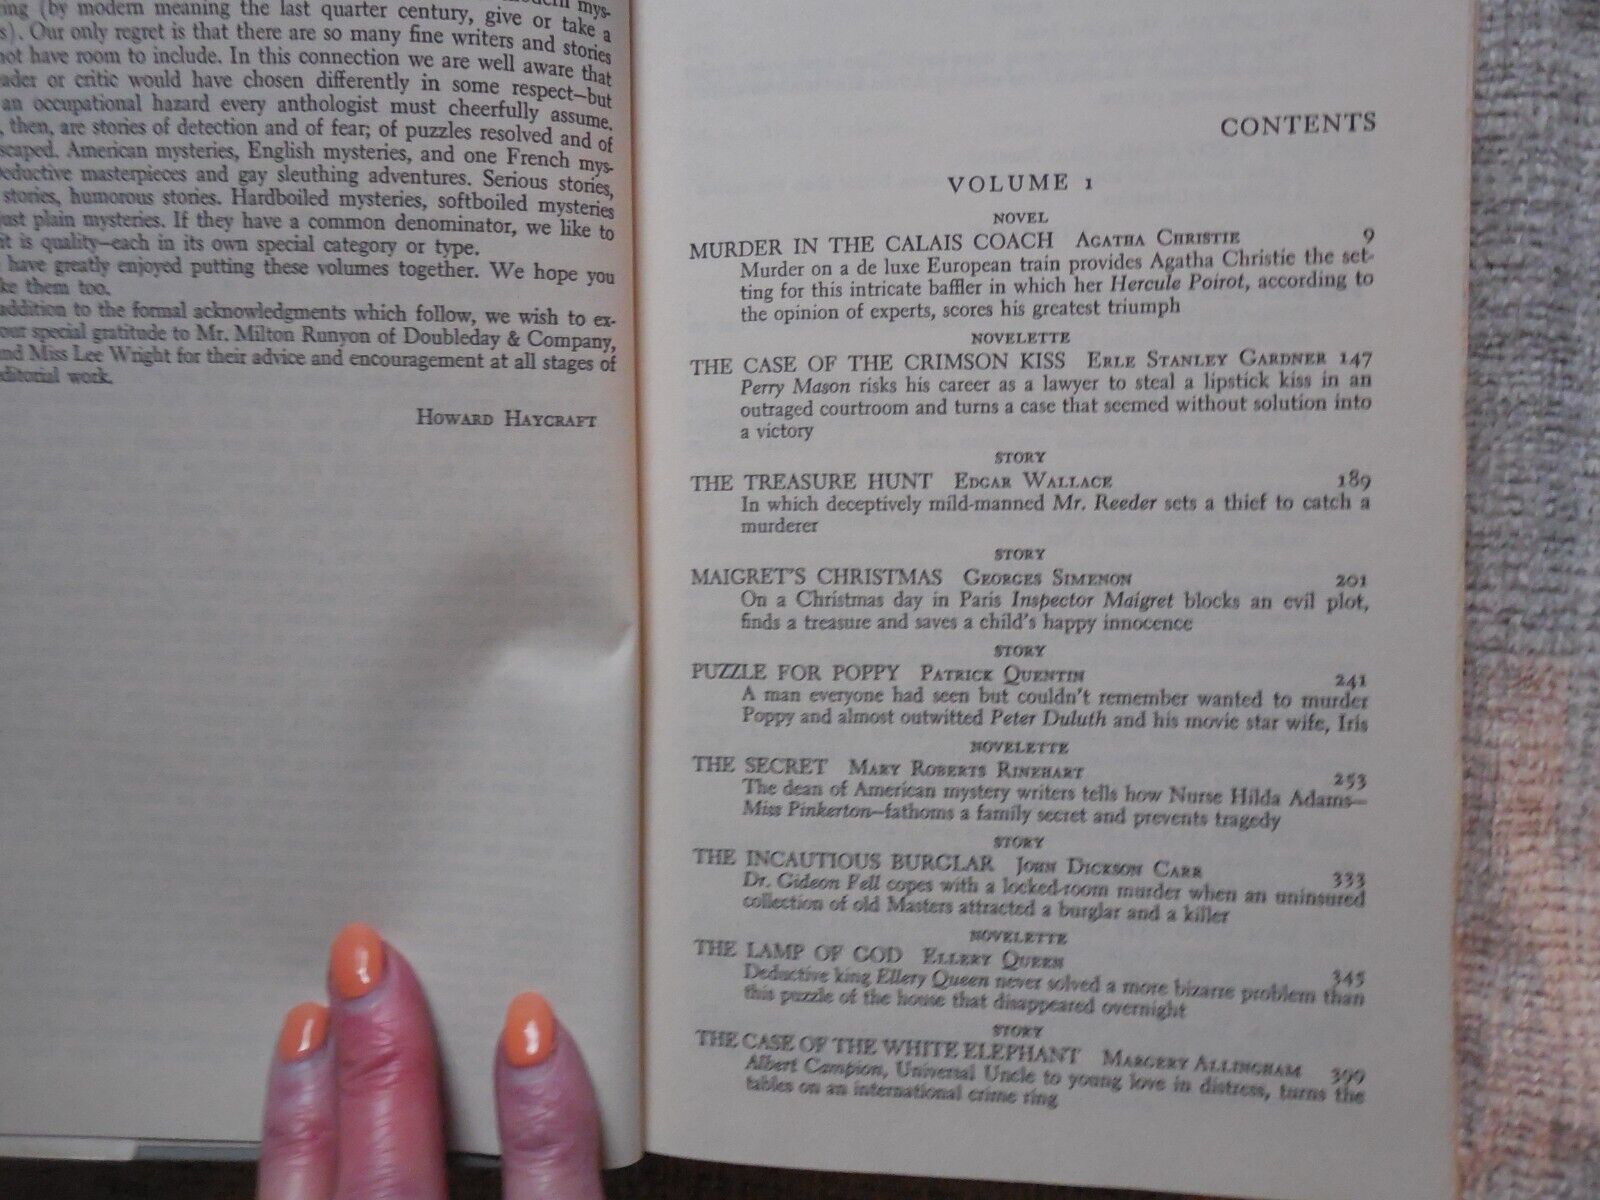 ing (by modern meaning the last quarter century, give or take a
s). Our only regret is that there are so many fine writers and stories
not have room to include. In this connection we are well aware that
ader or critic would have chosen differently in some respect—but
an occupational hazard every anthologist must cheerfully assume.
, then, are stories of detection and of fear; of puzzles resolved and of
scaped. American mysteries, English mysteries, and one French mys-
eductive masterpieces and gay sleuthing adventures. Serious stories,
stories, humorous stories. Hardboiled mysteries, softboiled mysteries
just plain mysteries. If they have a common denominator, we like to
it is quality—each in its own special category or type.
have greatly enjoyed putting these volumes together. We hope you
ke them too.
addition to the formal acknowledgments which follow, we wish to ex-
our special gratitude to Mr. Milton Runyon of Doubleday & Company,
and Miss Lee Wright for their advice and encouragement at all stages of
editorial work.
HOWARD HAYCRAFT
CONTENTS
VOLUME 1
NOVEL
MURDER IN THE CALAIS COACH AGATHA CHRISTIE 9
Murder on a de luxe European train provides Agatha Christie the set-
ting for this intricate baffler in which her Hercule Poirot, according to
the opinion of experts, scores his greatest triumph
NOVELETTE
THE CASE OF THE CRIMSON KISS ERLE STANLEY GARDNER 147
Perry Mason risks his career as a lawyer to steal a lipstick kiss in an
outraged courtroom and turns a case that seemed without solution into
a victory
STORY
THE TREASURE HUNT EDGAR WALLACE 189
In which deceptively mild-manned Mr. Reeder sets a thief to catch a
murderer
STORY
MAIGRET'S CHRISTMAS GEORGES SIMENON 201
On a Christmas day in Paris Inspector Maigret blocks an evil plot,
finds a treasure and saves a child's happy innocence
STORY
PUZZLE FOR POPPY PATRICK QUENTIN 241
A man everyone had seen but couldn't remember wanted to murder
Poppy and almost outwitted Peter Duluth and his movie star wife, Iris
NOVELETTE
THE SECRET MARY ROBERTS RINEHART 253
The dean of American mystery writers tells how Nurse Hilda Adams—
Miss Pinkerton—fathoms a family secret and prevents tragedy
STORY
THE INCAUTIOUS BURGLAR JOHN DICKSON CARR 333
Dr. Gideon Fell copes with a locked-room murder when an uninsured
collection of old Masters attracted a burglar and a killer
NOVELETTE
THE LAMP OF GOD ELLERY QUEEN 345
Deductive king Ellery Queen never solved a more bizarre problem than
this puzzle of the house that disappeared overnight
STORY
THE CASE OF THE WHITE ELEPHANT MARGERY ALLINGHAM 399
Albert Campion, Universal Uncle to young love in distress, turns the
tables on an international crime ring